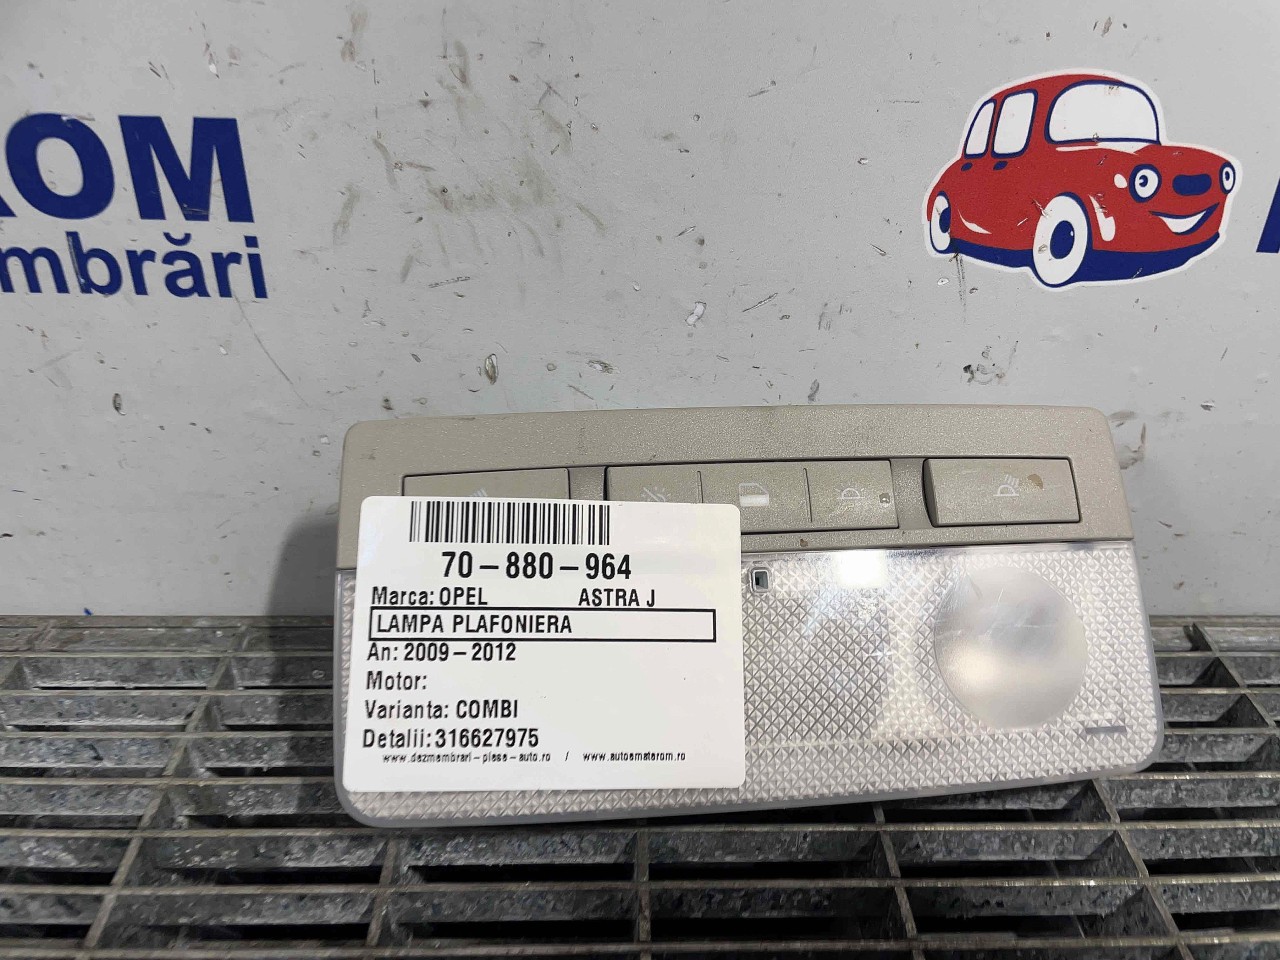 ROM
mbrări
70-880-964
Marca: OPEL ASTRA J
LAMPA PLAFONIERA
An: 2009-2012
Motor:
Varianta: COMBI
Detalii: 316627975
www.dezmembrari-piese-auto.ro / www.autoamaterom.ro